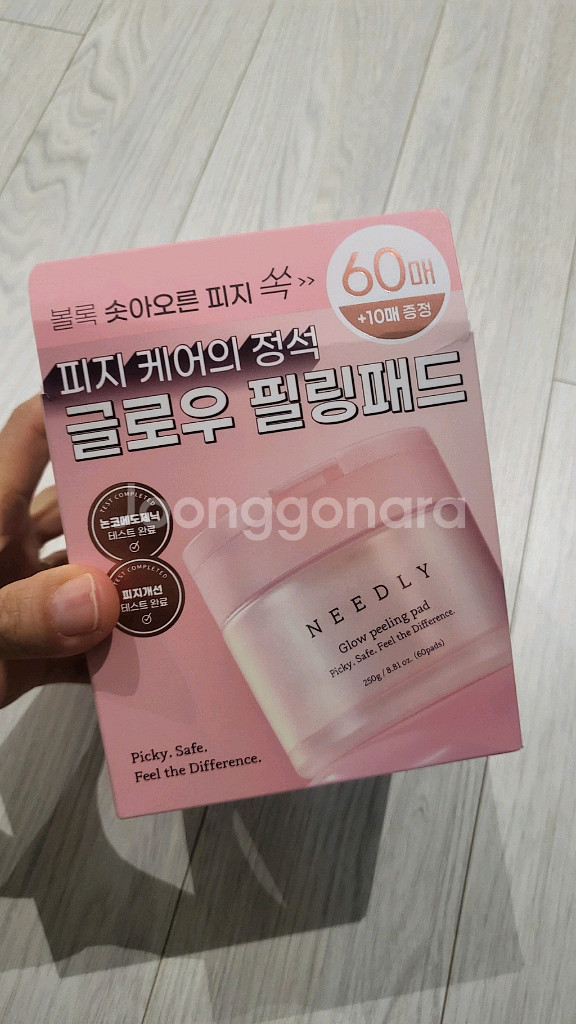 볼록 솟아오른 피지 쏙 >>
60매
+10매 증정
피지 케어의 정석
글로우 필링패드
TEST COMPLETED
논코메도제닉
테스트 완료
TEST COMPLETED
피지개선
테스트 완료
joonggonara
NEEDLY
Glow peeling pad
Picky. Safe. Feel the Difference.
250g / 8.81 oz. (60pads)
Picky. Safe.
Feel the Difference.